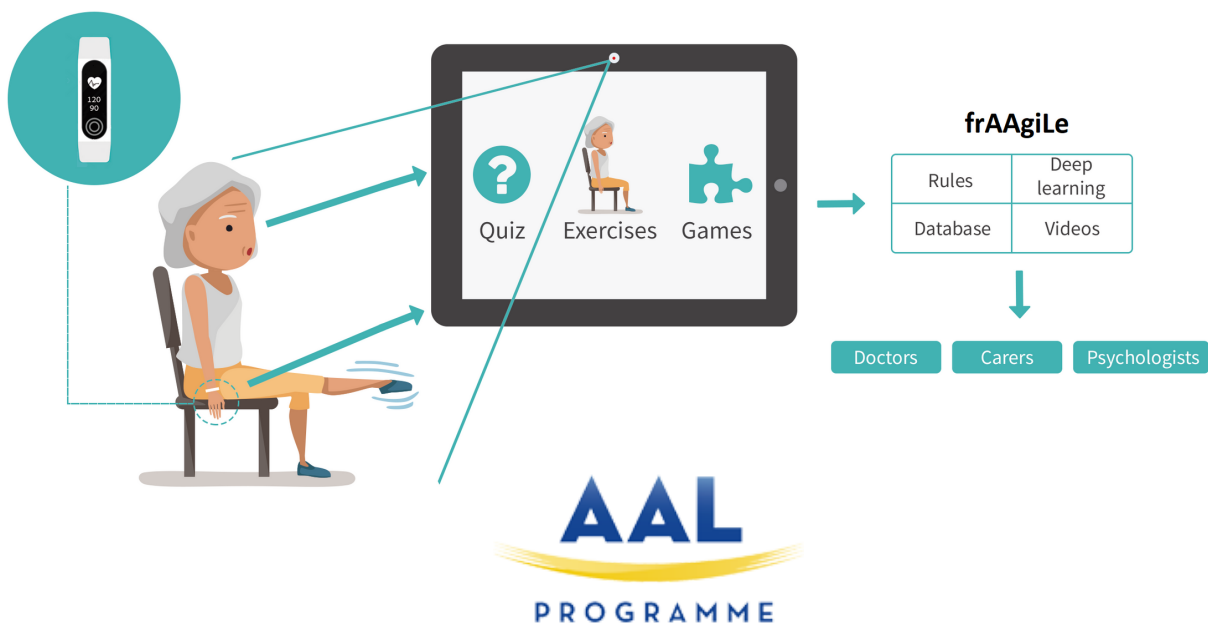 120
90
?
Quiz
Exercises
Games
frAAgiLe
Rules
Deep
learning
Database
Videos
Doctors
Carers
Psychologists
AAL
PROGRAMME